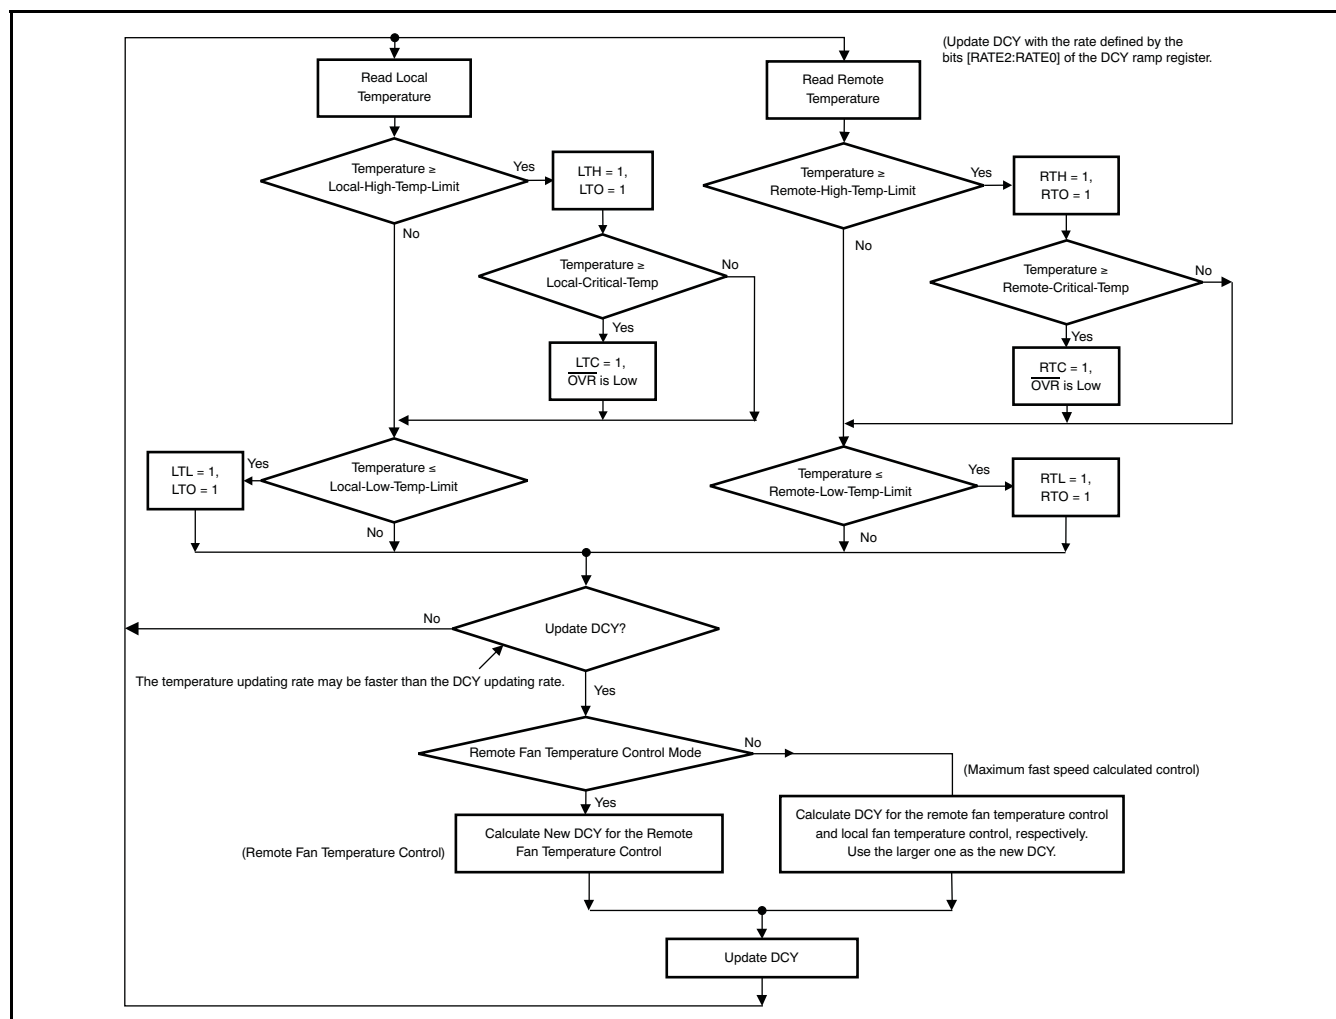 (Update DCY with the rate defined by the
bits [RATE2:RATE0] of the DCY ramp register.
Read Local
Temperature
Read Remote
Temperature
Temperature ≥
Local-High-Temp-Limit
Yes
No
LTH = 1,
LTO = 1
Temperature ≥
Remote-High-Temp-Limit
Yes
No
RTH = 1,
RTO = 1
Temperature ≥
Local-Critical-Temp
No
Yes
Temperature ≥
Remote-Critical-Temp
No
Yes
LTC = 1,
OVR is Low
RTC = 1,
OVR is Low
LTL = 1,
LTO = 1
Yes
Temperature ≤
Local-Low-Temp-Limit
No
Temperature ≤
Remote-Low-Temp-Limit
Yes
No
RTL = 1,
RTO = 1
No
Update DCY?
The temperature updating rate may be faster than the DCY updating rate.
Yes
Remote Fan Temperature Control Mode
No
Yes
(Maximum fast speed calculated control)
(Remote Fan Temperature Control)
Calculate New DCY for the Remote
Fan Temperature Control
Calculate DCY for the remote fan temperature control
and local fan temperature control, respectively.
Use the larger one as the new DCY.
Update DCY